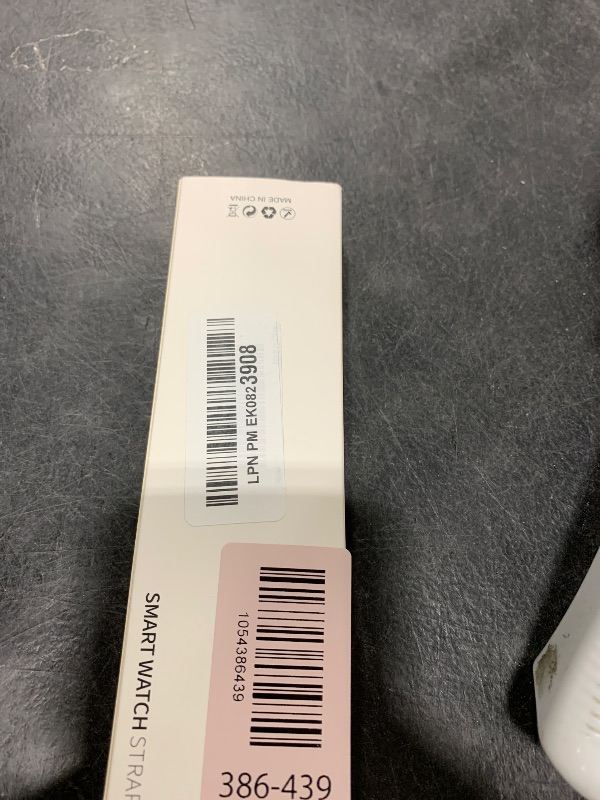 MADE IN CHINA
LPN PM EK0823908
SMART WATCH STRAP
1054386439
386-439